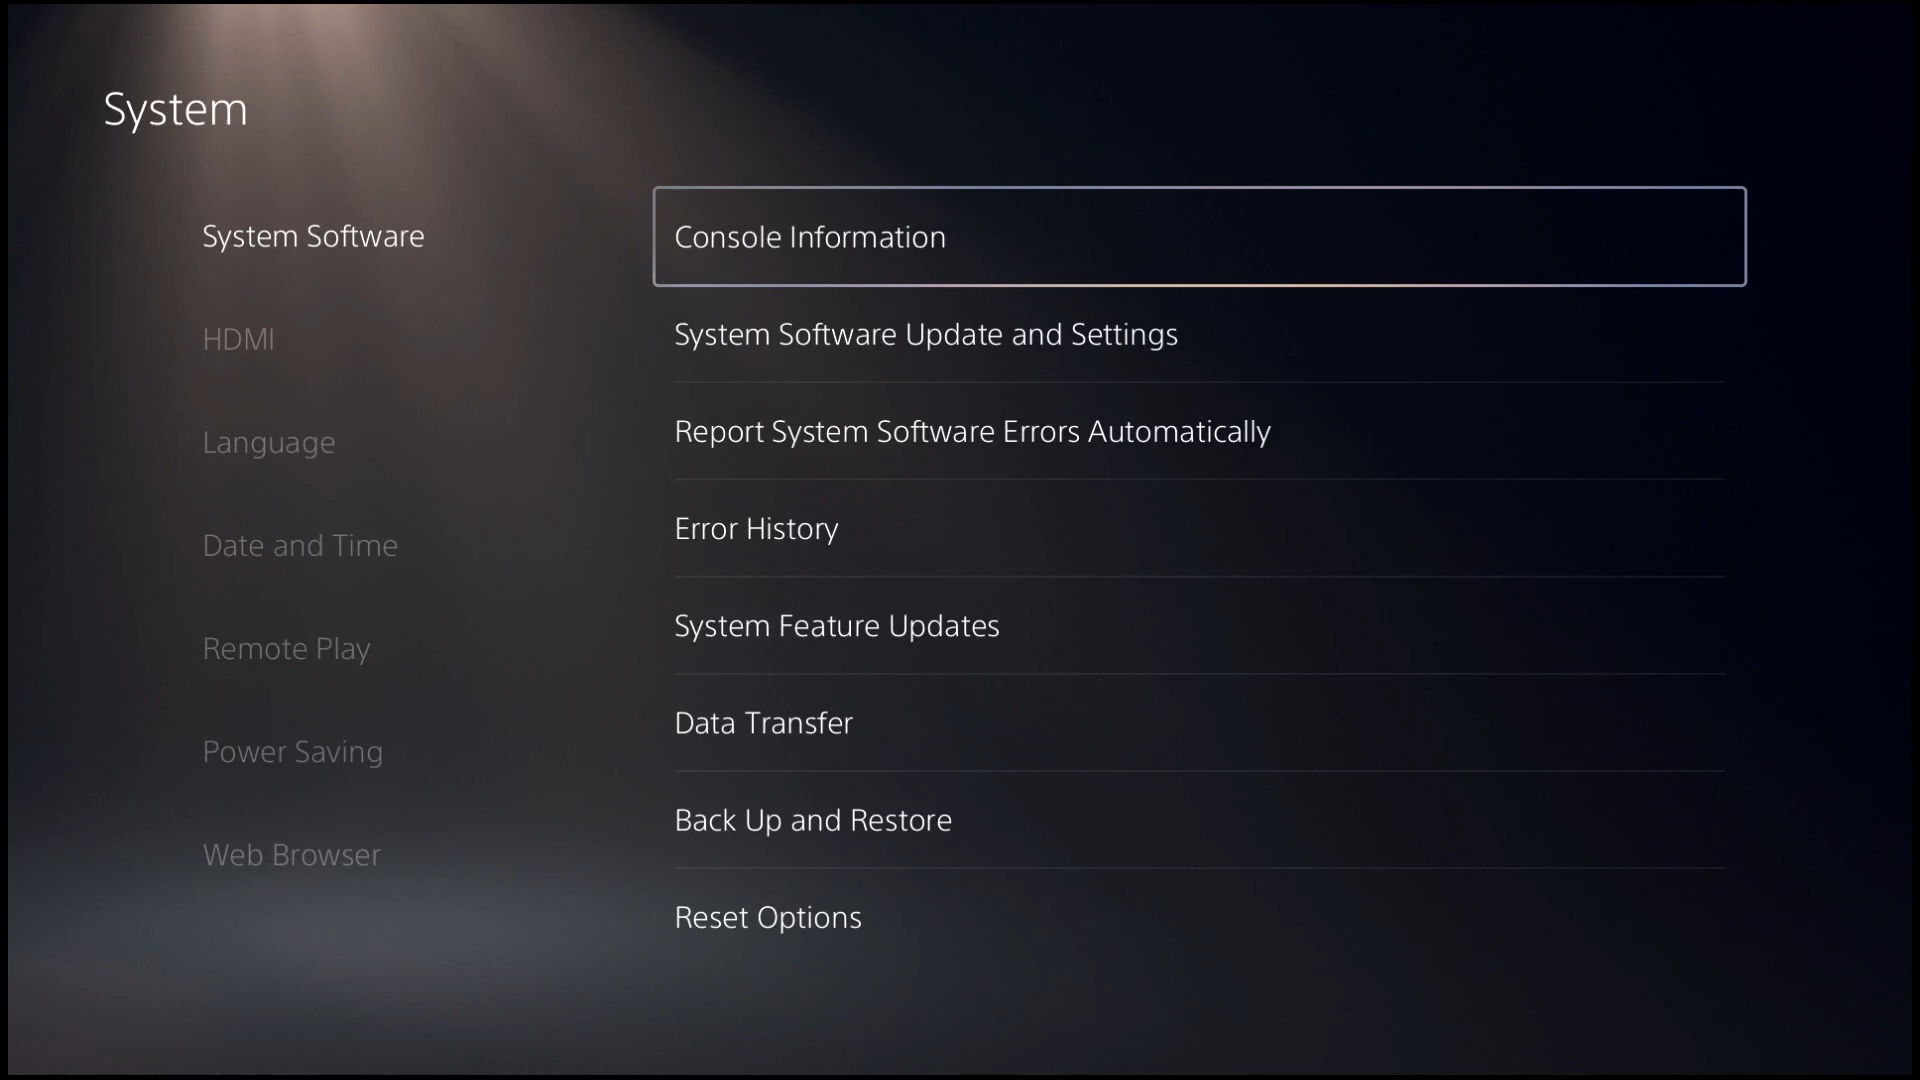 System
System Software
HDMI
Language
Date and Time
Remote Play
Power Saving
Web Browser
Console Information
System Software Update and Settings
Report System Software Errors Automatically
Error History
System Feature Updates
Data Transfer
Back Up and Restore
Reset Options